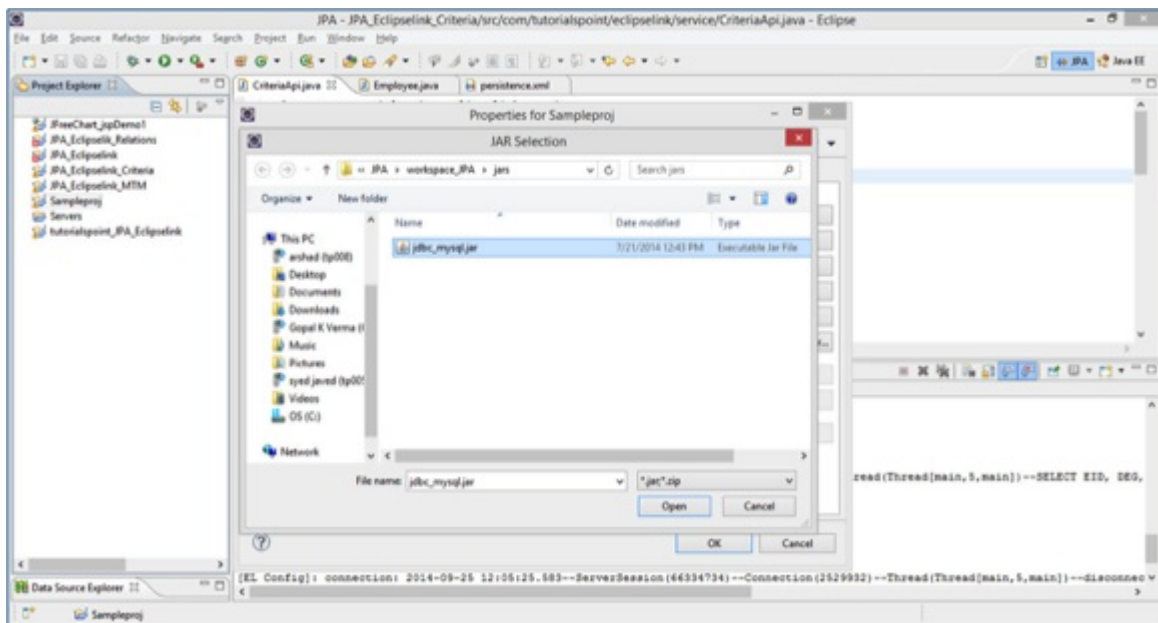 JPA - JPA_Eclipselink_Criteria/src/com/tutorialspoint/eclipselink/service/CriteriaApi.java - Eclipse
File Edit Source Refactor Navigate Search Project Run Window Help
JPA Java EE
Project Explorer
CriteriaApi.java Employee.java persistence.xml
JFreeChart_jspDemo1
JPA_Eclipselik_Relations
JPA_Eclipselink
JPA_Eclipselink_Criteria
JPA_Eclipselink_MTM
Sampleproj
Servers
tutorialspoint_JPA_Eclipselink
Properties for Sampleproj
JAR Selection
« JPA › workspace_JPA › jars
Search jars
Organize New folder
Name Date modified Type
jdbc_mysql.jar 7/21/2014 12:43 PM Executable Jar File
This PC
arshad (tp008)
Desktop
Documents
Downloads
Gopal K Verma
Music
Pictures
syed javed (tp005
Videos
OS (C:)
Network
File name: jdbc_mysql.jar
*.jar;*.zip
Open Cancel
OK Cancel
read(Thread[main,5,main])--SELECT EID, DEG,
[EL Config]: connection: 2014-09-25 12:05:25.583--ServerSession(66334734)--Connection(2529932)--Thread(Thread[main,5,main])--disconnec
Data Source Explorer
Sampleproj